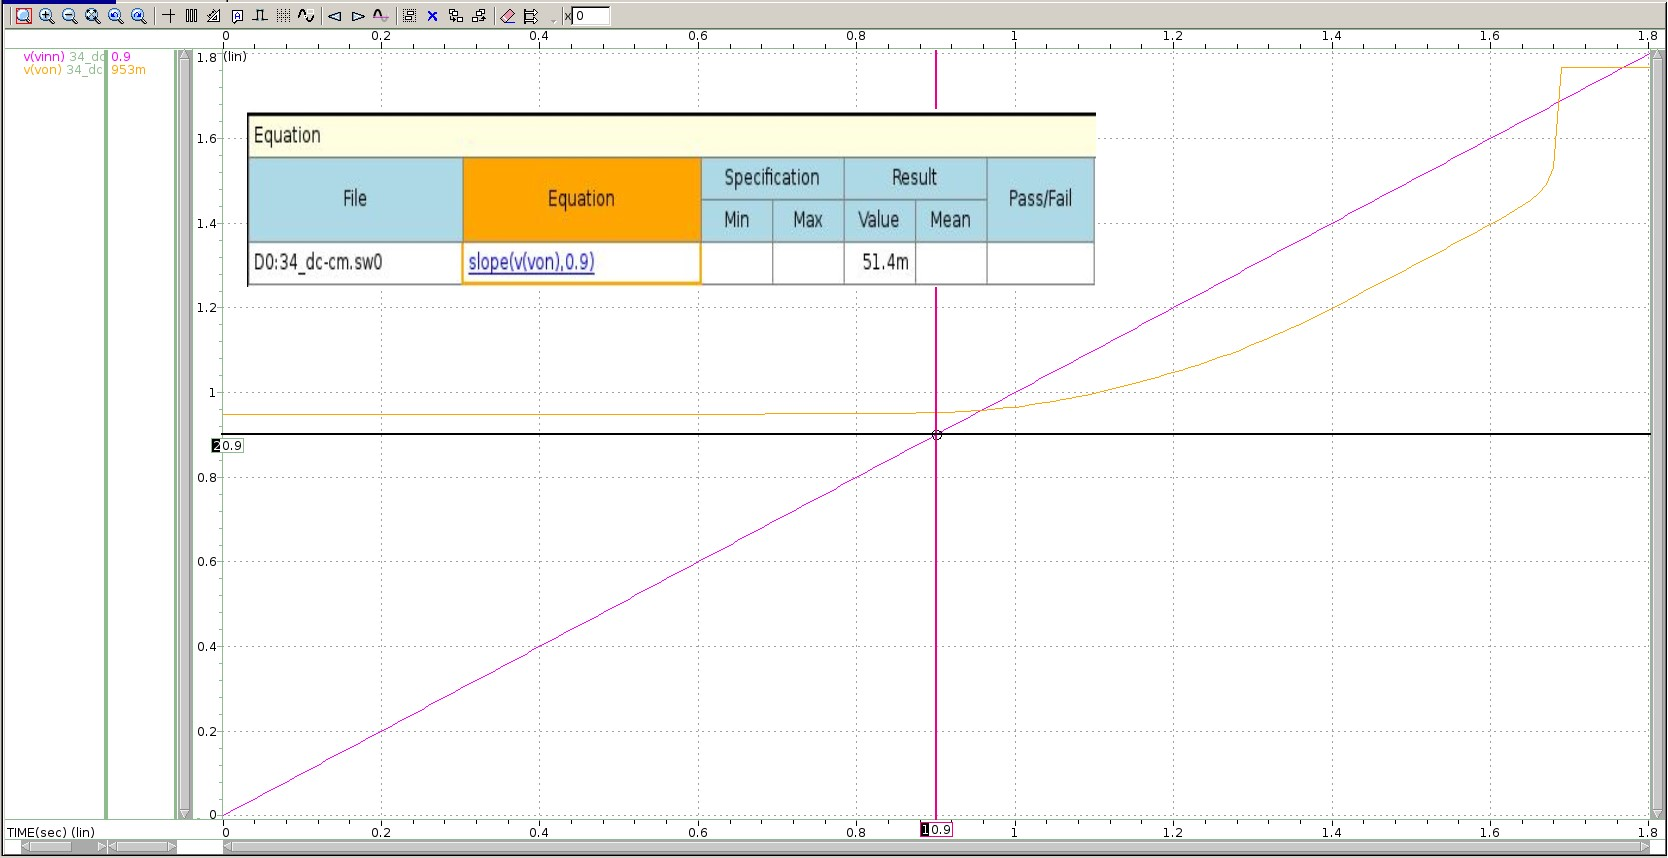 x 0
0 0.2 0.4 0.6 0.8 1 1.2 1.4 1.6 1.8
v(vinn) 34_dc 0.9
v(von) 34_dc 953m
1.8 (lin)
Equation
1.6
File Equation Specification Result Pass/Fail
Min Max Value Mean
1.4
D0:34_dc-cm.sw0 slope(v(von),0.9) 51.4m
1.2
1
2 0.9
0.8
0.6
0.4
0.2
0
TIME(sec) (lin) 0 0.2 0.4 0.6 0.8 1 0.9 1 1.2 1.4 1.6 1.8